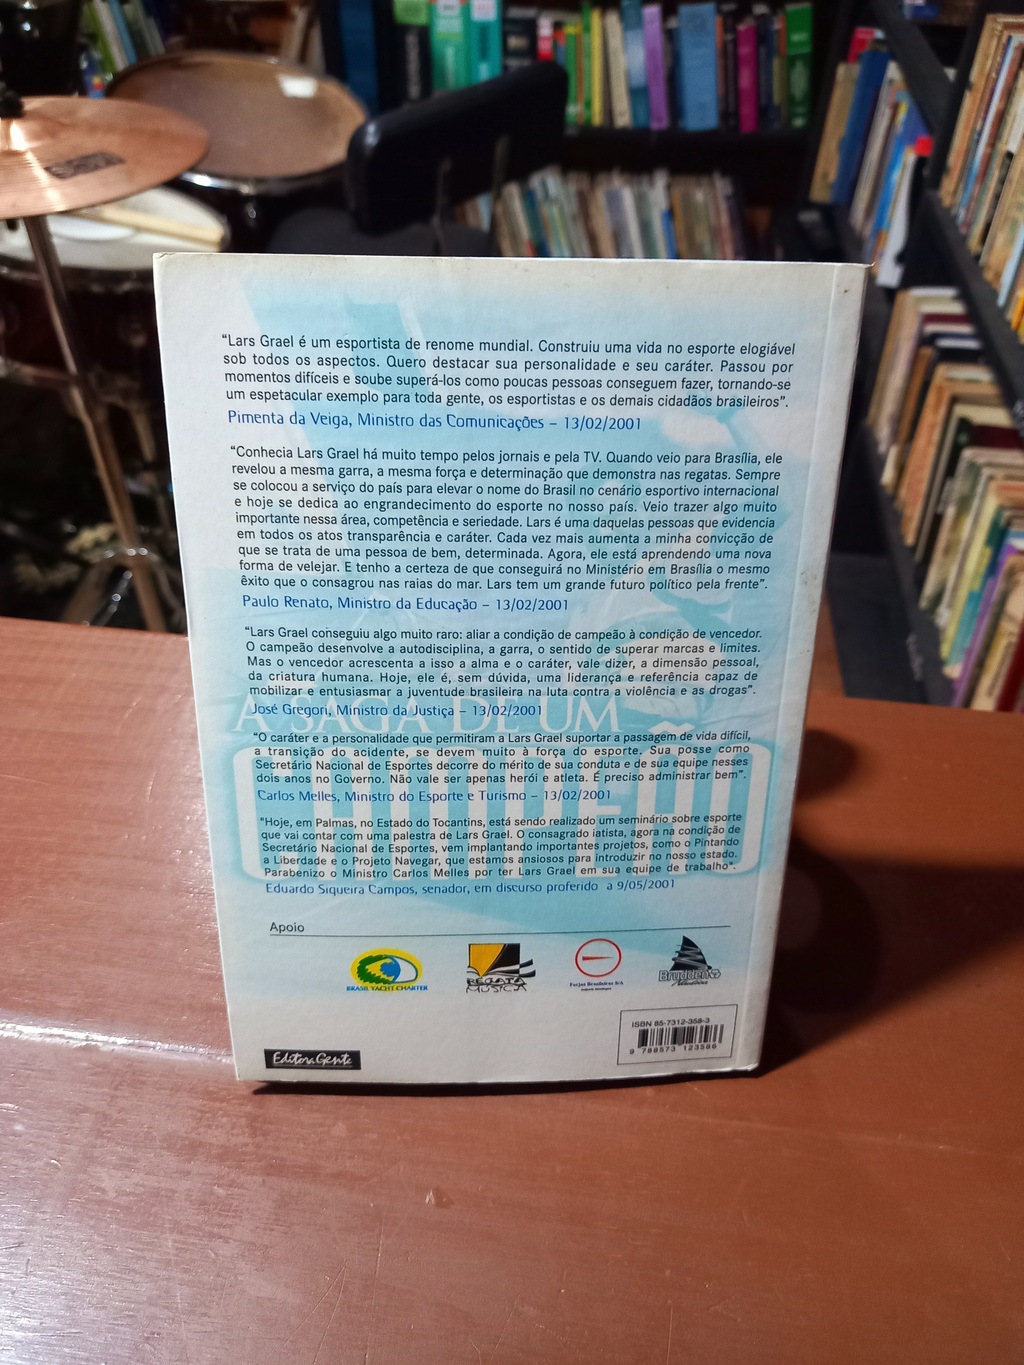 “Lars Grael é um esportista de renome mundial. Construiu uma vida no esporte elogiável
sob todos os aspectos. Quero destacar sua personalidade e seu caráter. Passou por
momentos difíceis e soube superá-los como poucas pessoas conseguem fazer, tornando-se
um espetacular exemplo para toda gente, os esportistas e os demais cidadãos brasileiros”.
Pimenta da Veiga, Ministro das Comunicações – 13/02/2001
“Conhecia Lars Grael há muito tempo pelos jornais e pela TV. Quando veio para Brasília, ele
revelou a mesma garra, a mesma força e determinação que demonstra nas regatas. Sempre
se colocou a serviço do país para elevar o nome do Brasil no cenário esportivo internacional
e hoje se dedica ao engrandecimento do esporte no nosso país. Veio trazer algo muito
importante nessa área, competência e seriedade. Lars é uma daquelas pessoas que evidencia
em todos os atos transparência e caráter. Cada vez mais aumenta a minha convicção de
que se trata de uma pessoa de bem, determinada. Agora, ele está aprendendo uma nova
forma de velejar. E tenho a certeza de que conseguirá no Ministério em Brasília o mesmo
êxito que o consagrou nas raias do mar. Lars tem um grande futuro político pela frente”.
Paulo Renato, Ministro da Educação – 13/02/2001
“Lars Grael conseguiu algo muito raro: aliar a condição de campeão à condição de vencedor.
O campeão desenvolve a autodisciplina, a garra, o sentido de superar marcas e limites.
Mas o vencedor acrescenta a isso a alma e o caráter, vale dizer, a dimensão pessoal,
da criatura humana. Hoje, ele é, sem dúvida, uma liderança e referência capaz de
mobilizar e entusiasmar a juventude brasileira na luta contra a violência e as drogas”.
José Gregori, Ministro da Justiça – 13/02/2001
A SAGA DE UM
CAMPEÃO
“O caráter e a personalidade que permitiram a Lars Grael suportar a passagem de vida difícil,
a transição do acidente, se devem muito à força do esporte. Sua posse como
Secretário Nacional de Esportes decorre do mérito de sua conduta e de sua equipe nesses
dois anos no Governo. Não vale ser apenas herói e atleta. É preciso administrar bem”.
Carlos Melles, Ministro do Esporte e Turismo – 13/02/2001
“Hoje, em Palmas, no Estado do Tocantins, está sendo realizado um seminário sobre esporte
que vai contar com uma palestra de Lars Grael. O consagrado iatista, agora na condição de
Secretário Nacional de Esportes, vem implantando importantes projetos, como o Pintando
a Liberdade e o Projeto Navegar, que estamos ansiosos para introduzir no nosso estado.
Parabenizo o Ministro Carlos Melles por ter Lars Grael em sua equipe de trabalho”.
Eduardo Siqueira Campos, senador, em discurso proferido a 9/05/2001
Apoio
BRASIL YACHT CHARTER
REGATA
MÚSICA
Forjas Brasileiras S/A
Bruddens
ISBN 85-7312-358-3
9 788573 123586
Editora Gente